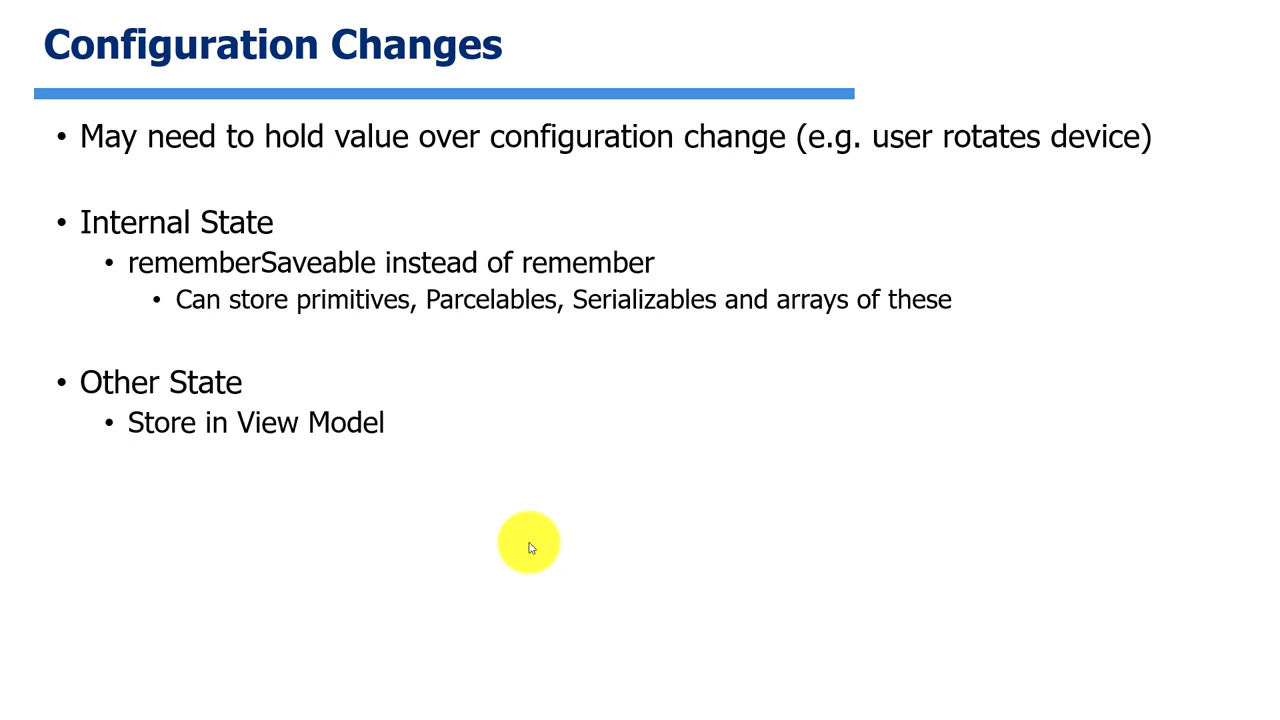 Configuration Changes
• May need to hold value over configuration change (e.g. user rotates device)
• Internal State
• rememberSaveable instead of remember
• Can store primitives, Parcelables, Serializables and arrays of these
• Other State
• Store in View Model